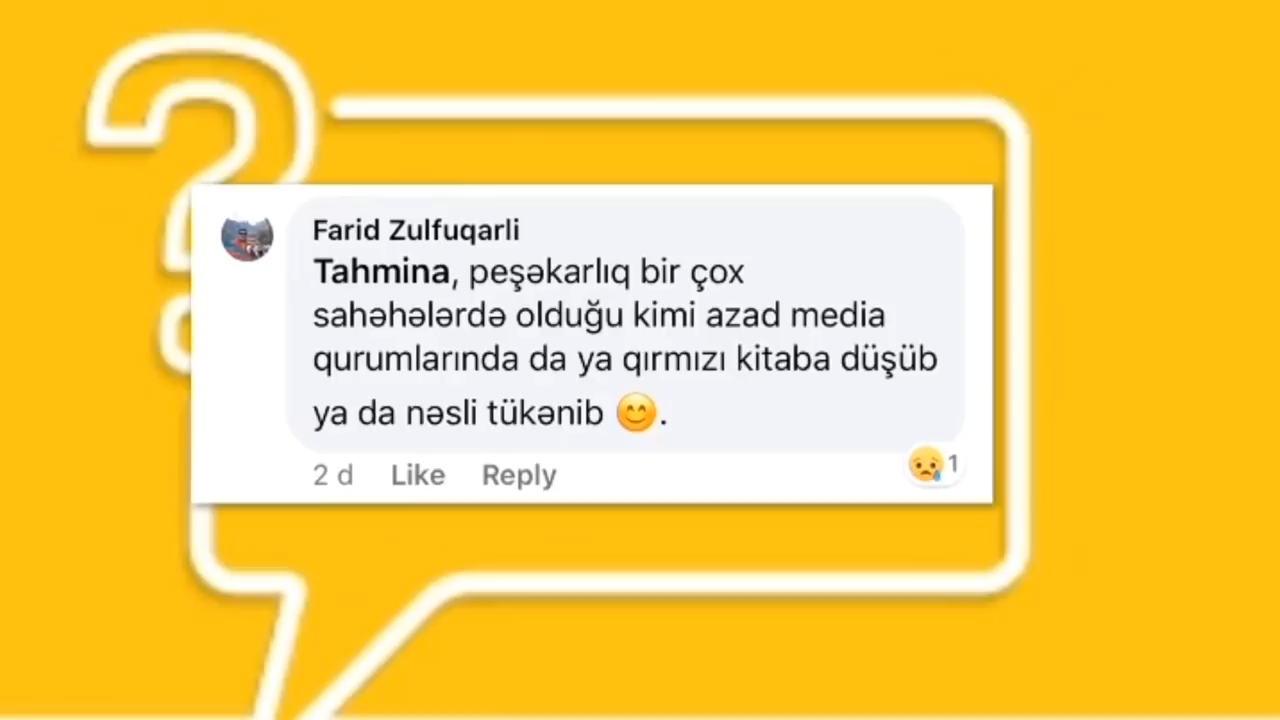 Farid Zulfuqarli
Tahmina, peşəkarlıq bir çox
sahəhələrdə olduğu kimi azad media
qurumlarında da ya qırmızı kitaba düşüb
ya da nəsli tükənib 😊.
2 d Like Reply
1